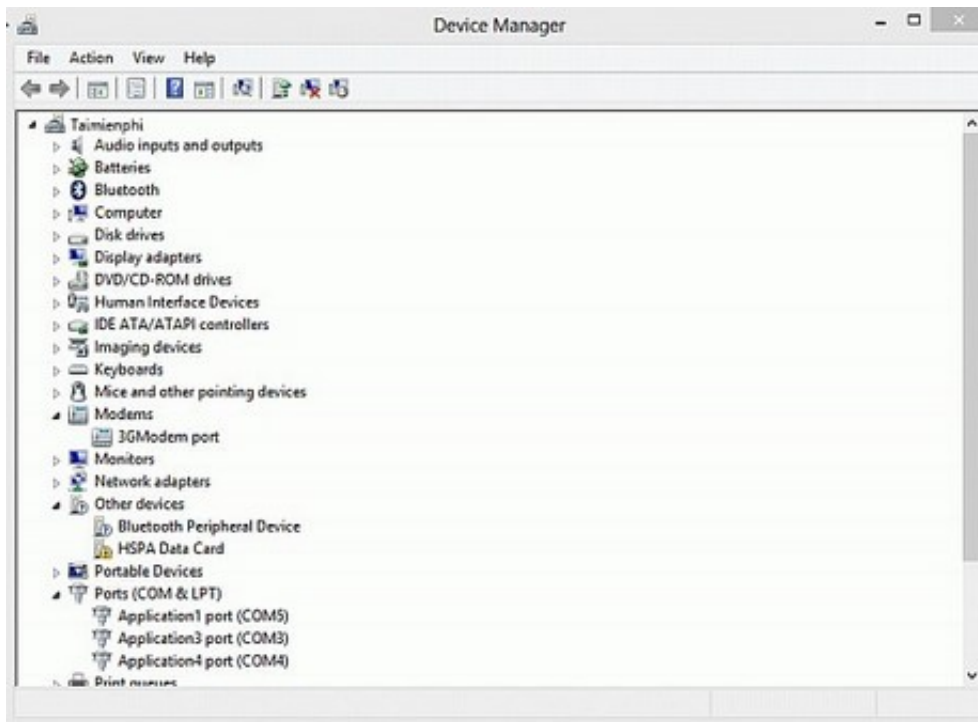 Device Manager
File Action View Help
Taimienphi
Audio inputs and outputs
Batteries
Bluetooth
Computer
Disk drives
Display adapters
DVD/CD-ROM drives
Human Interface Devices
IDE ATA/ATAPI controllers
Imaging devices
Keyboards
Mice and other pointing devices
Modems
3GModem port
Monitors
Network adapters
Other devices
Bluetooth Peripheral Device
HSPA Data Card
Portable Devices
Ports (COM & LPT)
Application1 port (COM5)
Application3 port (COM3)
Application4 port (COM4)
Print queues